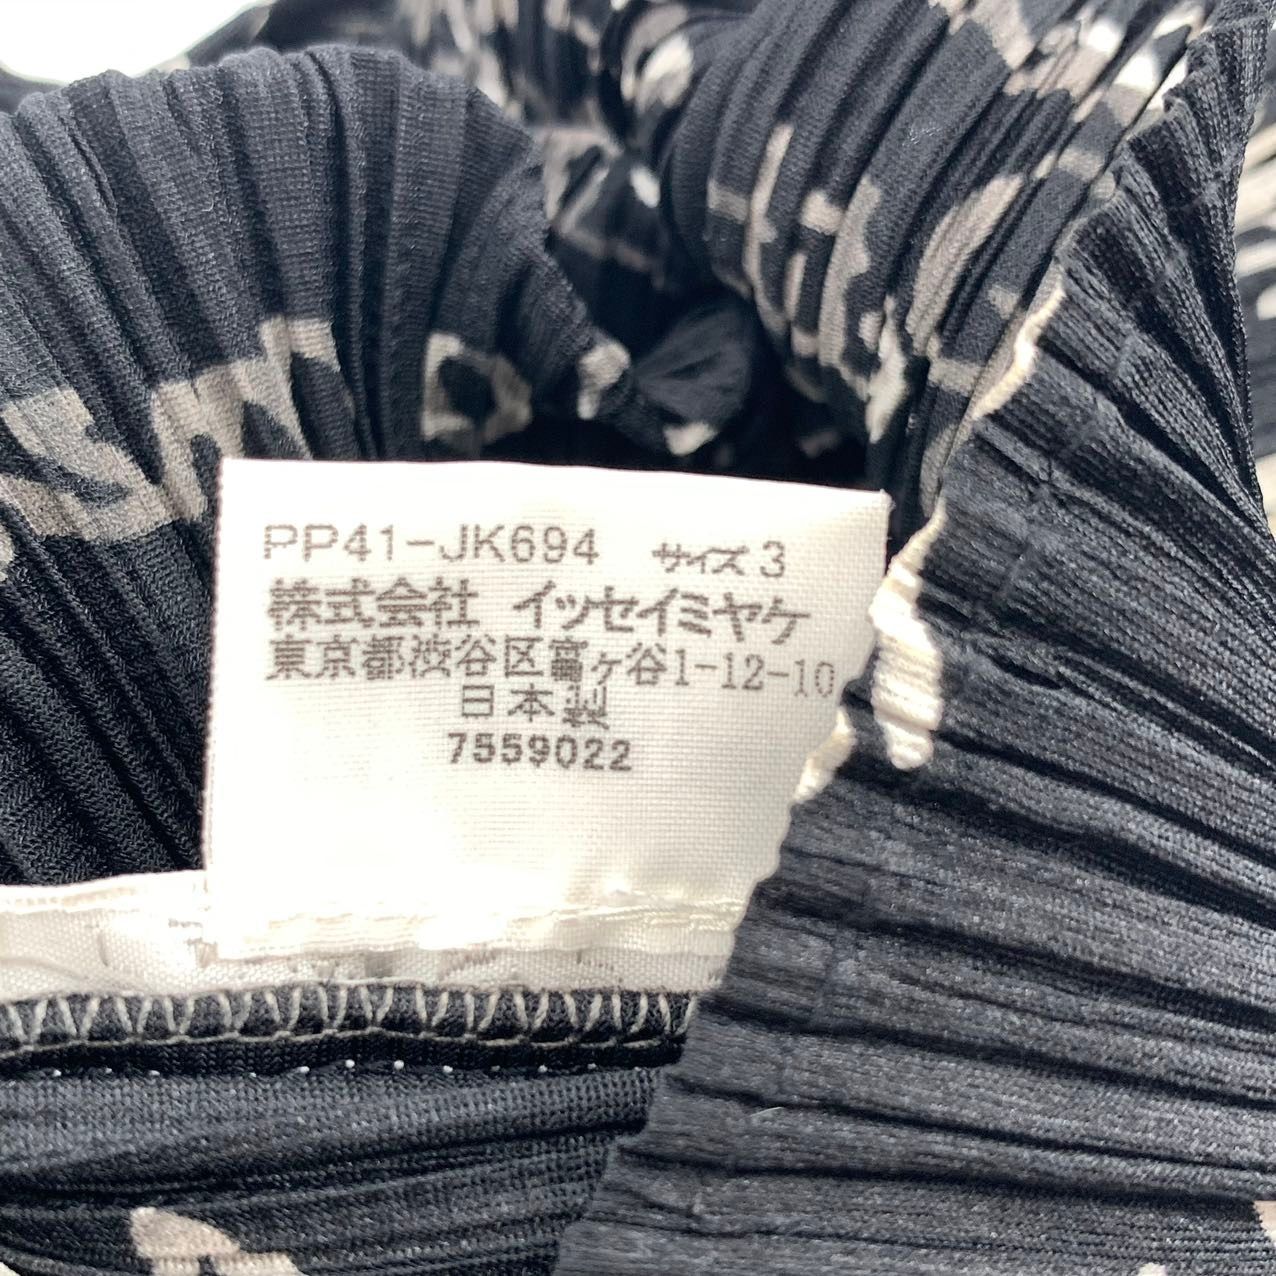 PP41-JK694 サイズ3
株式会社 イッセイミヤケ
東京都渋谷区富ヶ谷1-12-10
日本製
7559022